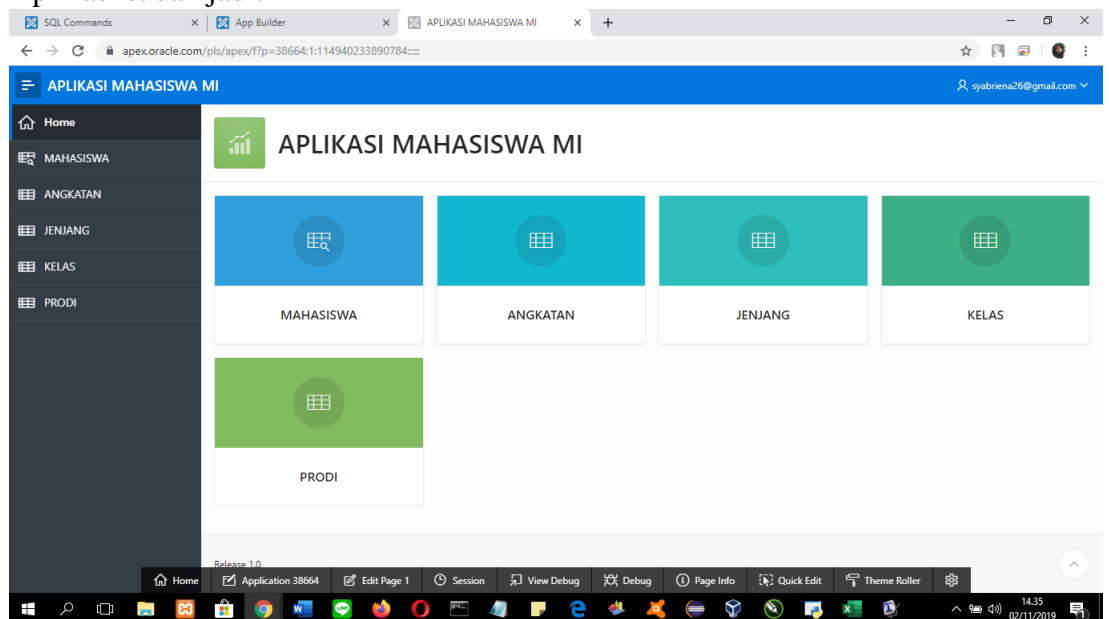 SQL Commands App Builder APLIKASI MAHASISWA MI
apex.oracle.com/pls/apex/f?p=38664:1:114940233890784:::::
APLIKASI MAHASISWA MI syabriena26@gmail.com
Home
MAHASISWA
ANGKATAN
JENJANG
KELAS
PRODI
APLIKASI MAHASISWA MI
MAHASISWA ANGKATAN JENJANG KELAS
PRODI
Release 1.0
Home Application 38664 Edit Page 1 Session View Debug Debug Page Info Quick Edit Theme Roller
14.35
02/11/2019